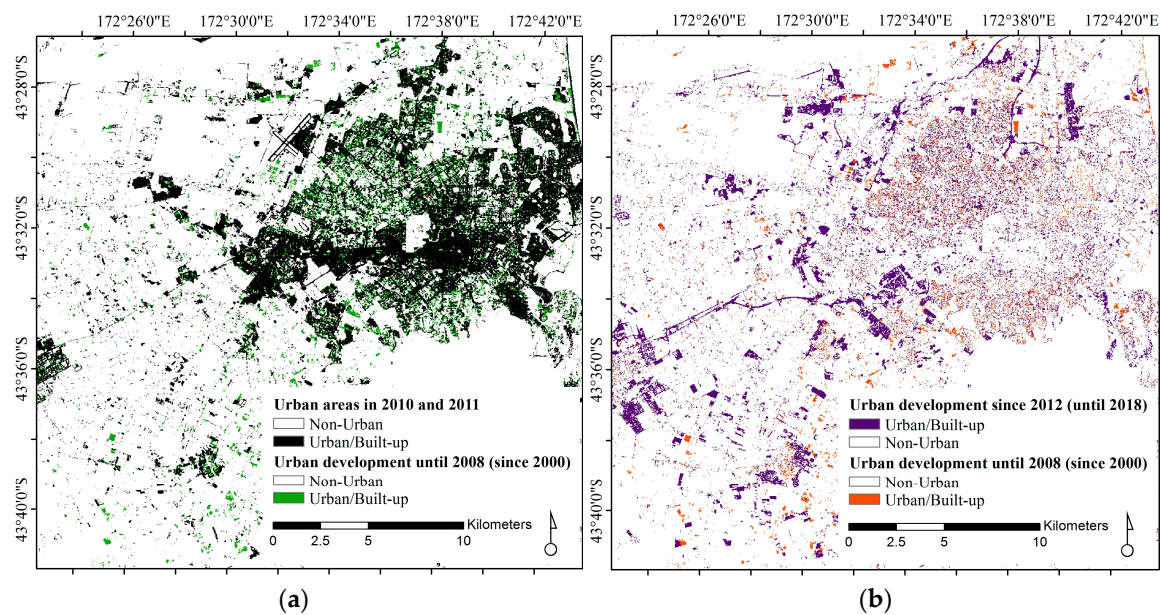 172°26'0"E 172°30'0"E 172°34'0"E 172°38'0"E 172°42'0"E
43°28'0"S
43°32'0"S
43°36'0"S
43°40'0"S
Urban areas in 2010 and 2011
Non-Urban
Urban/Built-up
Urban development until 2008 (since 2000)
Non-Urban
Urban/Built-up
Kilometers
0 2.5 5 10
(a)
172°26'0"E 172°30'0"E 172°34'0"E 172°38'0"E 172°42'0"E
43°28'0"S
43°32'0"S
43°36'0"S
43°40'0"S
Urban development since 2012 (until 2018)
Urban/Built-up
Non-Urban
Urban development until 2008 (since 2000)
Non-Urban
Urban/Built-up
Kilometers
0 2.5 5 10
(b)